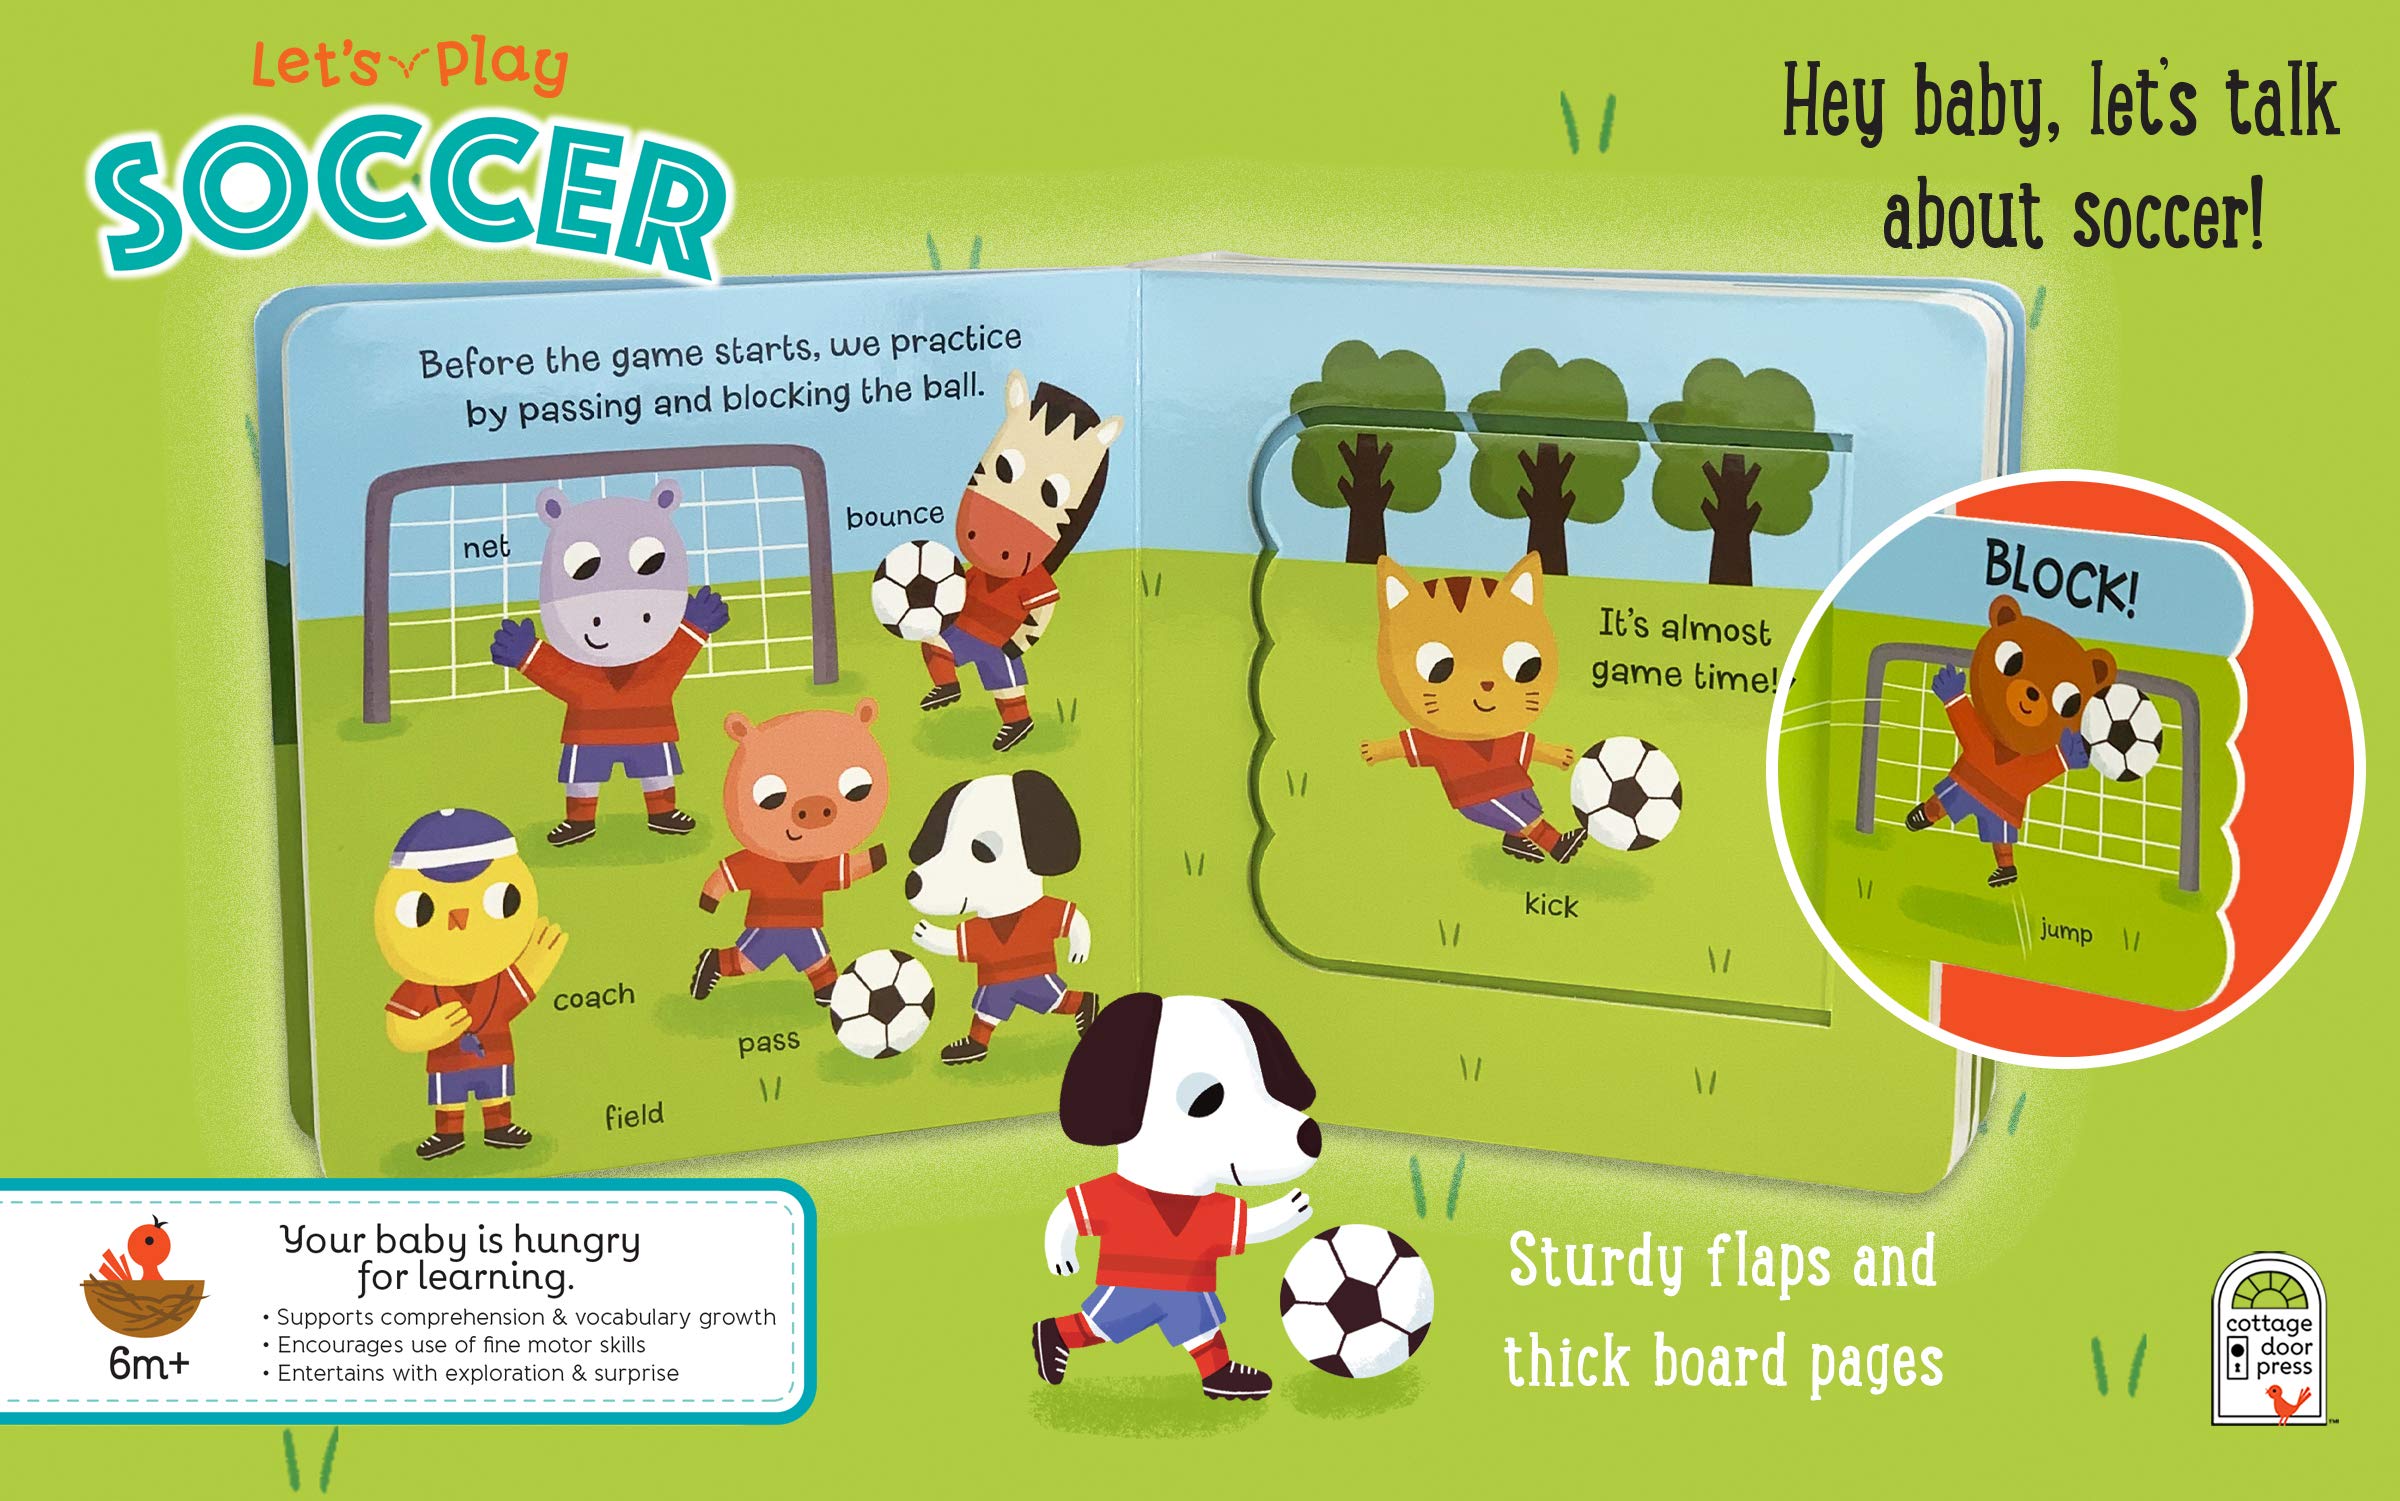 Let's Play
SOCCER
Hey baby, let's talk
about soccer!
Before the game starts, we practice
by passing and blocking the ball.
net
bounce
coach
pass
field
It's almost
game time!
kick
BLOCK!
jump
Your baby is hungry
for learning.
• Supports comprehension & vocabulary growth
• Encourages use of fine motor skills
• Entertains with exploration & surprise
6m+
Sturdy flaps and
thick board pages
cottage
door
press
TM